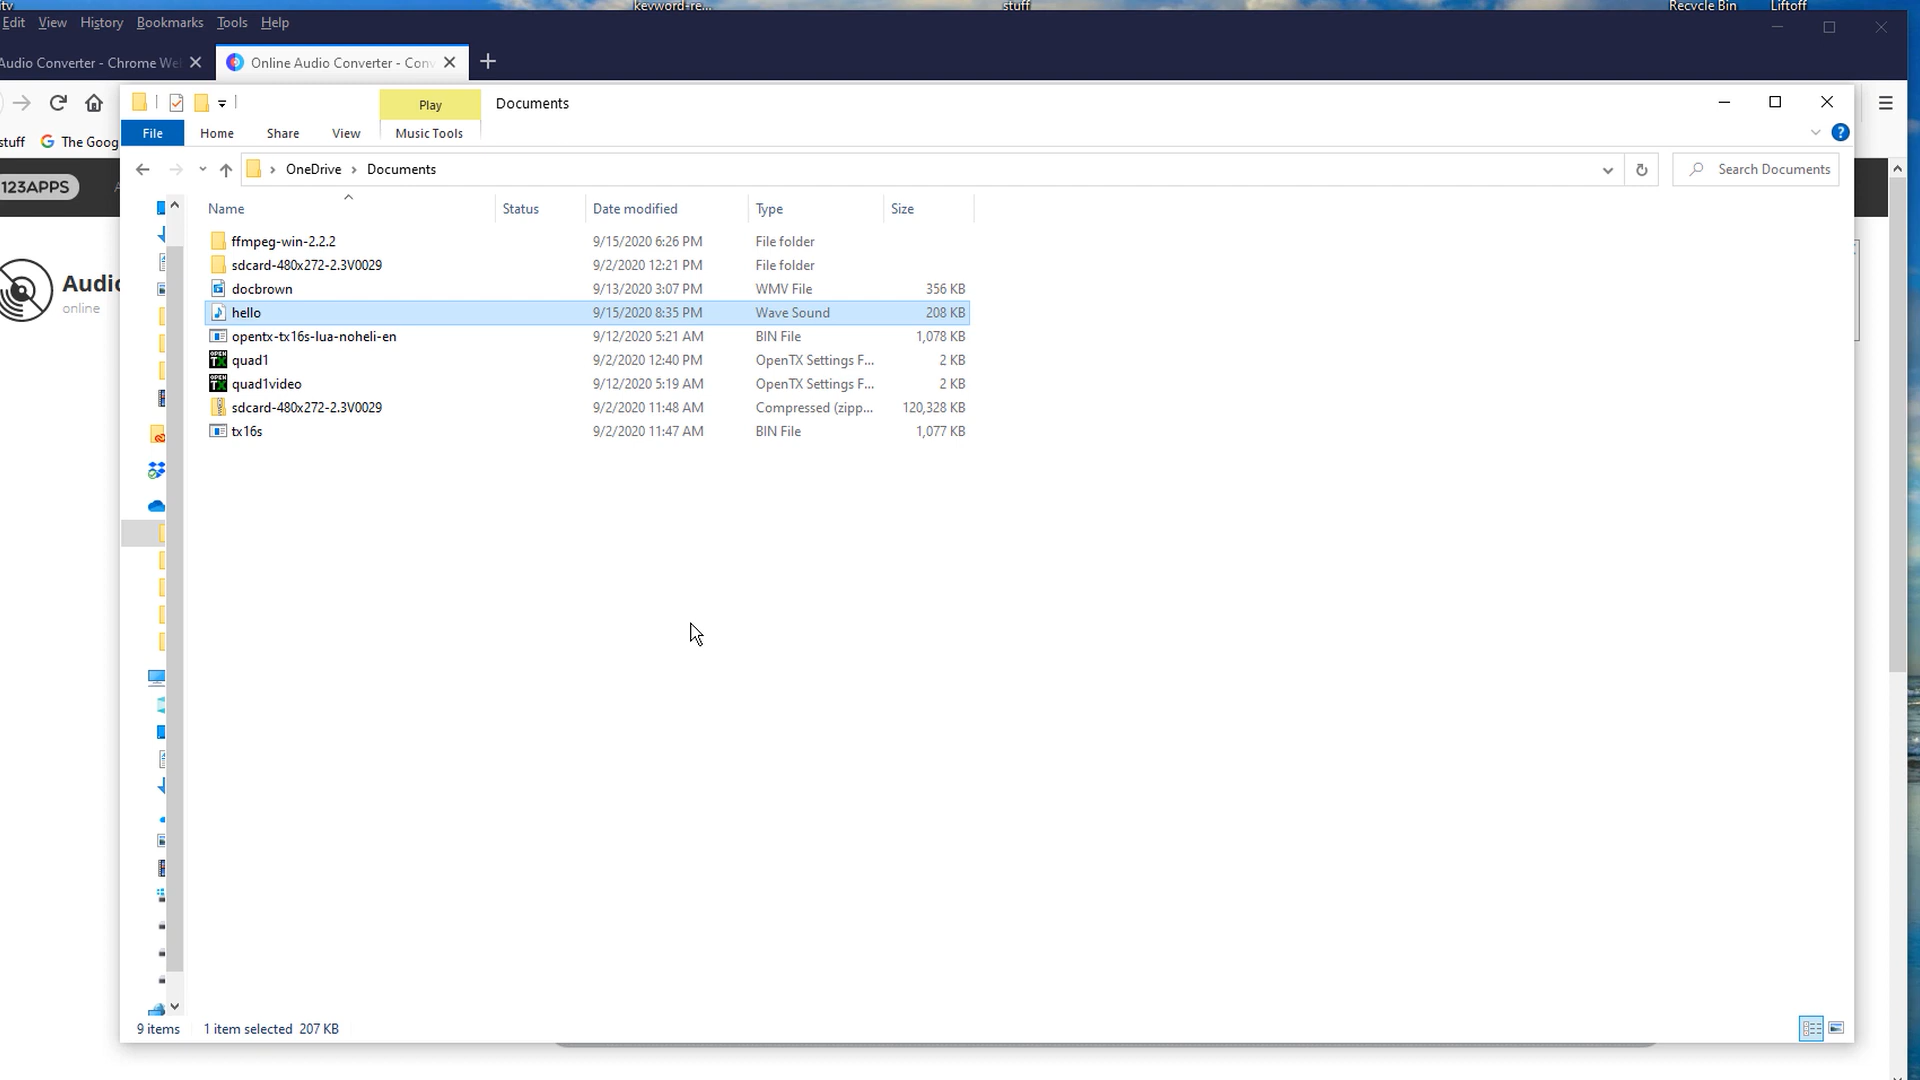 keyword-re... stuff Recycle Bin Liftoff
Edit View History Bookmarks Tools Help
Audio Converter - Chrome We Online Audio Converter - Con
Play Documents
File Home Share View Music Tools
stuff The Goog
OneDrive Documents Search Documents
123APPS
Name Status Date modified Type Size
ffmpeg-win-2.2.2 9/15/2020 6:26 PM File folder
sdcard-480x272-2.3V0029 9/2/2020 12:21 PM File folder
Audio
online
docbrown 9/13/2020 3:07 PM WMV File 356 KB
hello 9/15/2020 8:35 PM Wave Sound 208 KB
opentx-tx16s-lua-noheli-en 9/12/2020 5:21 AM BIN File 1,078 KB
quad1 9/2/2020 12:40 PM OpenTX Settings F... 2 KB
quad1video 9/12/2020 5:19 AM OpenTX Settings F... 2 KB
sdcard-480x272-2.3V0029 9/2/2020 11:48 AM Compressed (zipp... 120,328 KB
tx16s 9/2/2020 11:47 AM BIN File 1,077 KB
9 items 1 item selected 207 KB